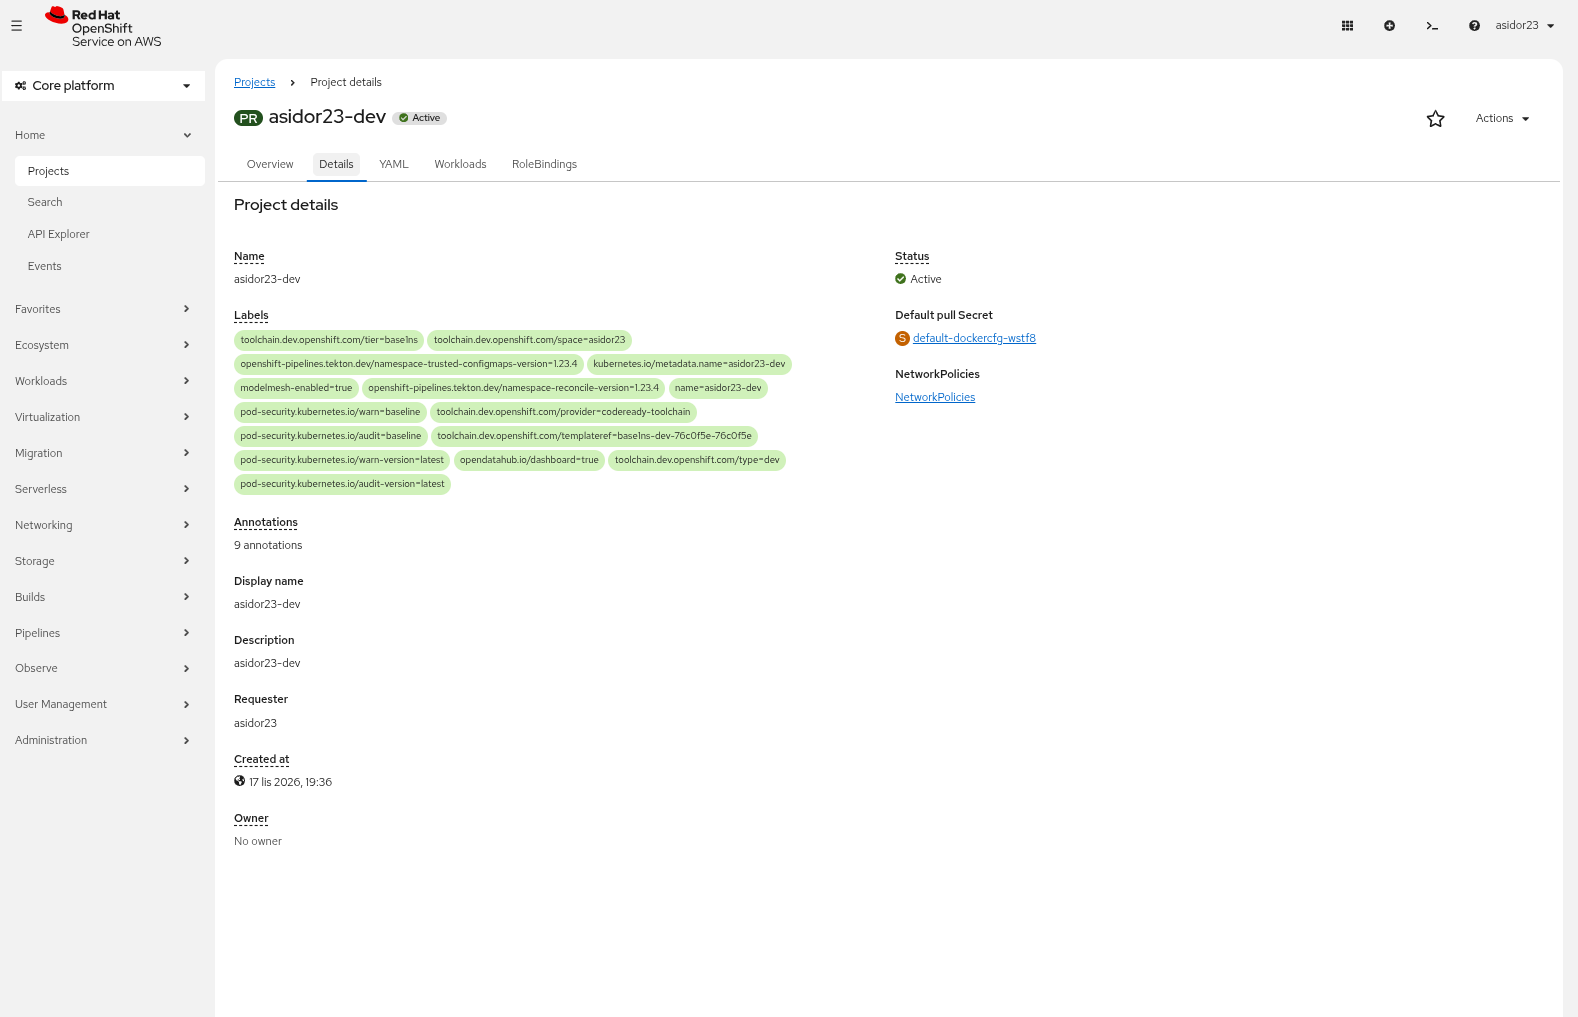 Red Hat
OpenShift
Service on AWS
asidor23
Core platform
Home
Projects
Search
API Explorer
Events
Favorites
Ecosystem
Workloads
Virtualization
Migration
Serverless
Networking
Storage
Builds
Pipelines
Observe
User Management
Administration
Projects > Project details
PR asidor23-dev Active
Actions
Overview Details YAML Workloads RoleBindings
Project details
Name
asidor23-dev
Labels
toolchain.dev.openshift.com/tier=base1ns toolchain.dev.openshift.com/space=asidor23
openshift-pipelines.tekton.dev/namespace-trusted-configmaps-version=1.23.4 kubernetes.io/metadata.name=asidor23-dev
modelmesh-enabled=true openshift-pipelines.tekton.dev/namespace-reconcile-version=1.23.4 name=asidor23-dev
pod-security.kubernetes.io/warn=baseline toolchain.dev.openshift.com/provider=codeready-toolchain
pod-security.kubernetes.io/audit=baseline toolchain.dev.openshift.com/templateref=base1ns-dev-76c0f5e-76c0f5e
pod-security.kubernetes.io/warn-version=latest opendatahub.io/dashboard=true toolchain.dev.openshift.com/type=dev
pod-security.kubernetes.io/audit-version=latest
Annotations
9 annotations
Display name
asidor23-dev
Description
asidor23-dev
Requester
asidor23
Created at
17 lis 2026, 19:36
Owner
No owner
Status
Active
Default pull Secret
S default-dockercfg-wstf8
NetworkPolicies
NetworkPolicies